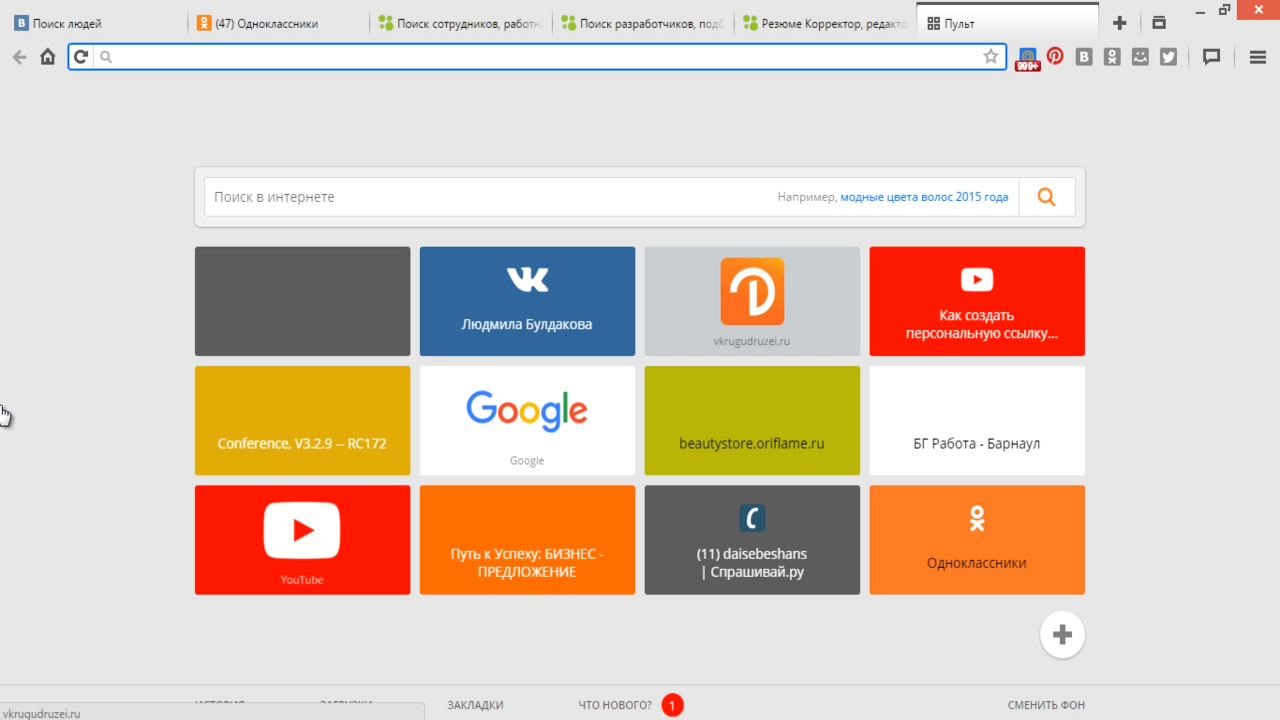 Поиск людей
(47) Одноклассники
Поиск сотрудников, работн
Поиск разработчиков, подб
Резюме Корректор, редакто
Пульт
999+
Поиск в интернете
Например, модные цвета волос 2015 года
Людмила Булдакова
vkrugudruzei.ru
Как создать
персональную ссылку...
Conference, V3.2.9 -- RC172
Google
Google
beautystore.oriflame.ru
БГ Работа - Барнаул
YouTube
Путь к Успеху: БИЗНЕС -
ПРЕДЛОЖЕНИЕ
(11) daisebeshans
| Спрашивай.ру
Одноклассники
ИСТОРИЯ
ЗАГРУЗКИ
ЗАКЛАДКИ
ЧТО НОВОГО? 1
СМЕНИТЬ ФОН
vkrugudruzei.ru